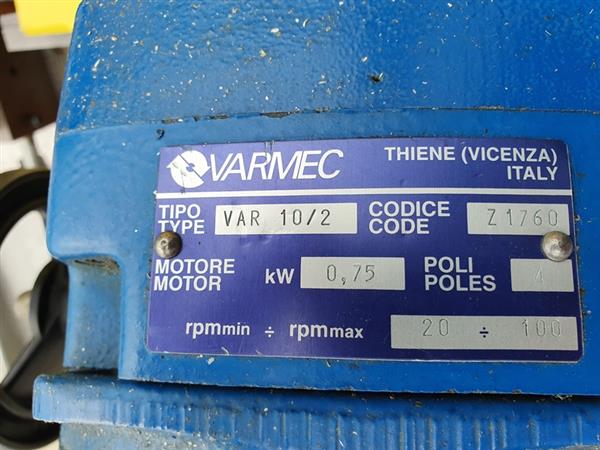 VARMEC THIENE (VICENZA)
ITALY
TIPO
TYPE VAR 10/2 CODICE
CODE Z1760
MOTORE
MOTOR kW 0,75 POLI
POLES 4
rpmmin ÷ rpmmax 20 ÷ 100